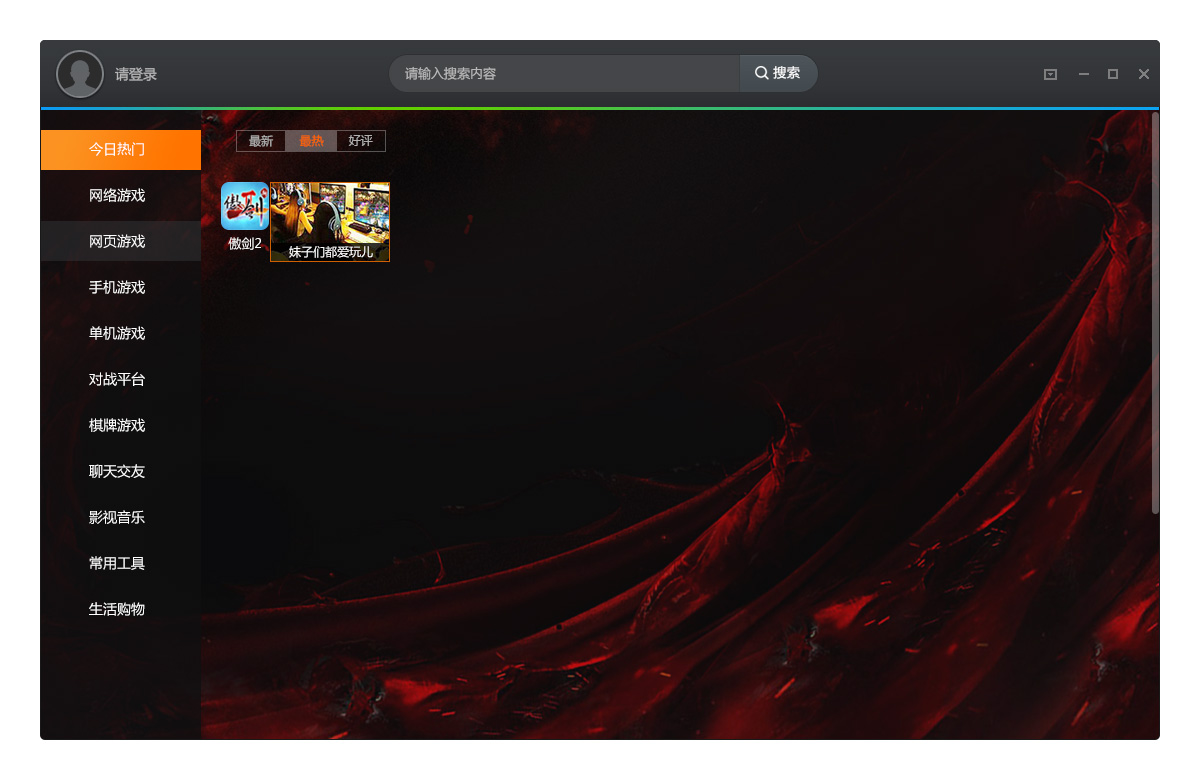 请登录
请输入搜索内容
搜索
今日热门
网络游戏
网页游戏
手机游戏
单机游戏
对战平台
棋牌游戏
聊天交友
影视音乐
常用工具
生活购物
最新 最热 好评
傲剑
傲剑2
妹子们都爱玩儿